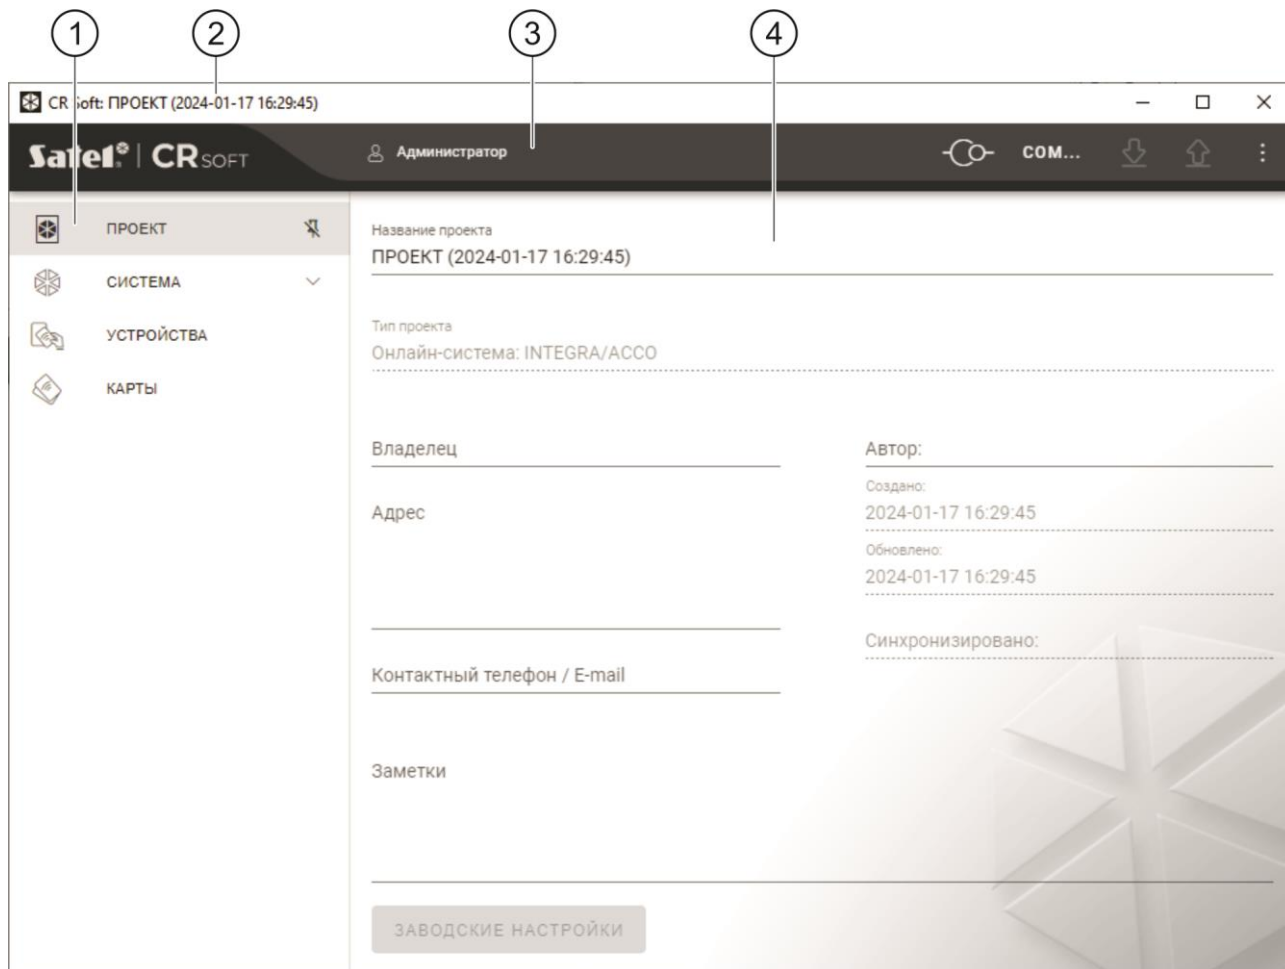 1 2 3 4
CR Soft: ПРОЕКТ (2024-01-17 16:29:45)
Satel® | CR SOFT Администратор COM...
ПРОЕКТ
СИСТЕМА
УСТРОЙСТВА
КАРТЫ
Название проекта
ПРОЕКТ (2024-01-17 16:29:45)
Тип проекта
Онлайн-система: INTEGRA/ACCO
Владелец
Автор:
Создано:
2024-01-17 16:29:45
Адрес
Обновлено:
2024-01-17 16:29:45
Синхронизировано:
Контактный телефон / E-mail
Заметки
ЗАВОДСКИЕ НАСТРОЙКИ